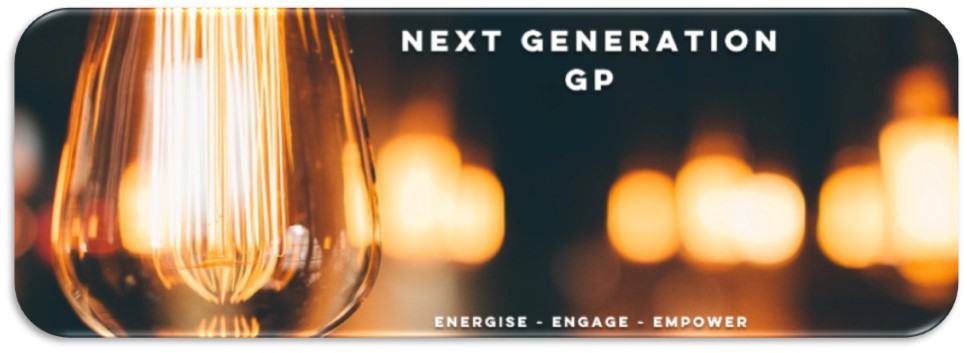 NEXT GENERATION
GP
ENERGISE - ENGAGE - EMPOWER